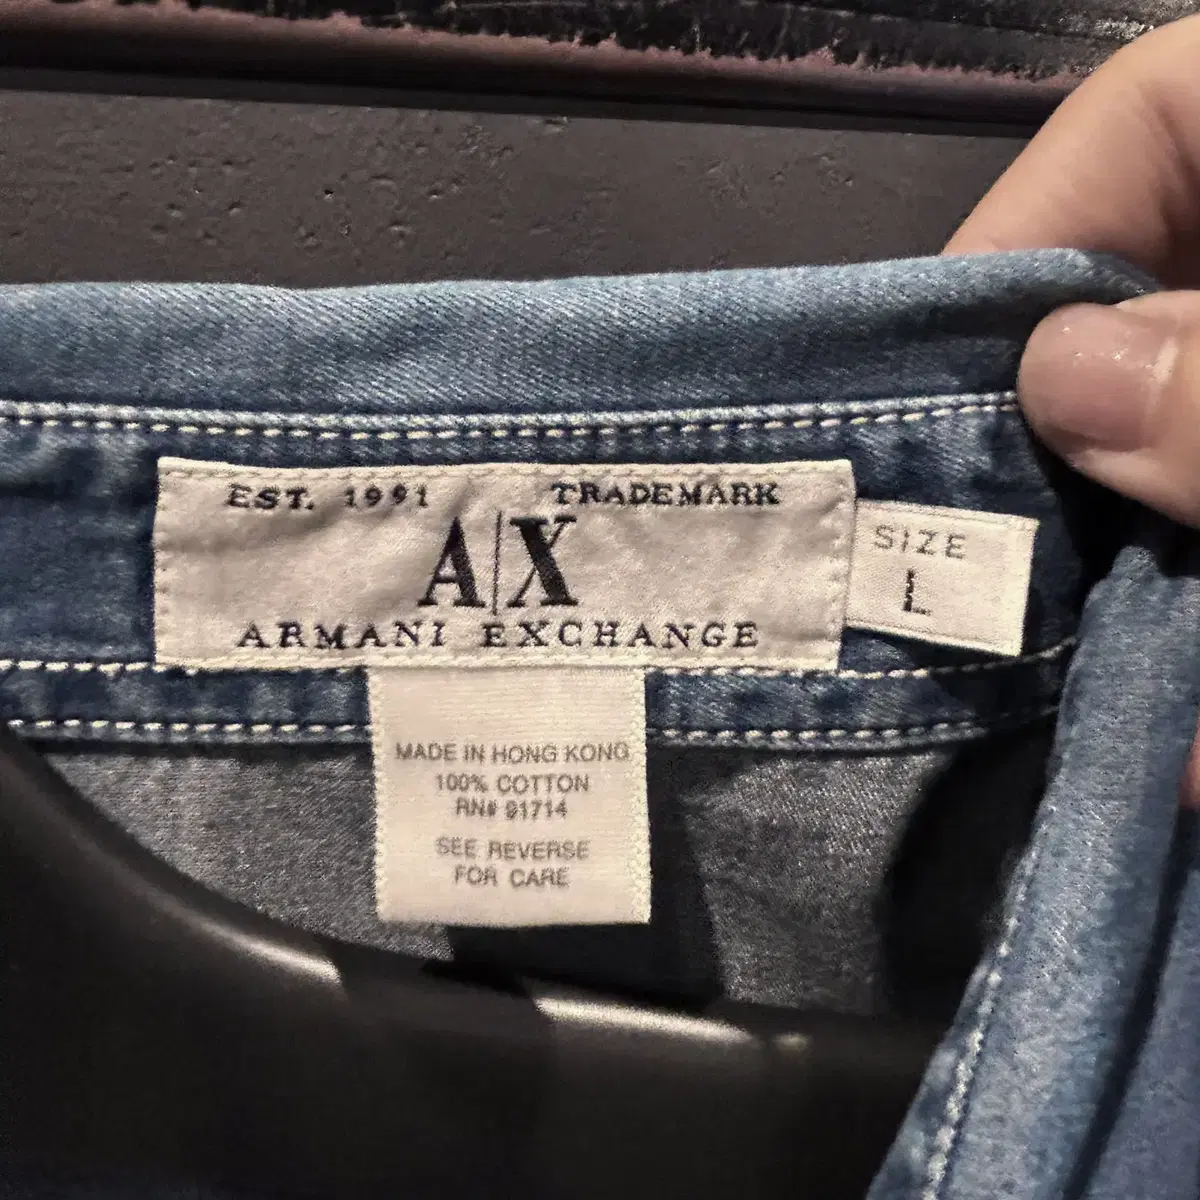 EST. 1991 TRADEMARK
A|X
ARMANI EXCHANGE
SIZE
L
MADE IN HONG KONG
100% COTTON
RN# 91714
SEE REVERSE
FOR CARE